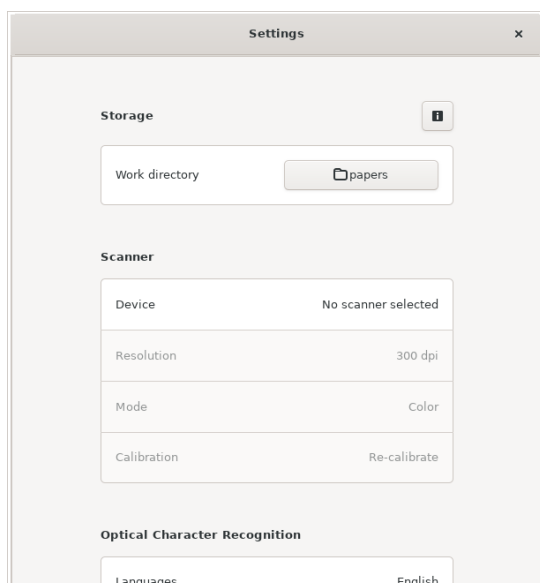 Settings
Storage
Work directory papers
Scanner
Device No scanner selected
Resolution 300 dpi
Mode Color
Calibration Re-calibrate
Optical Character Recognition
Languages English